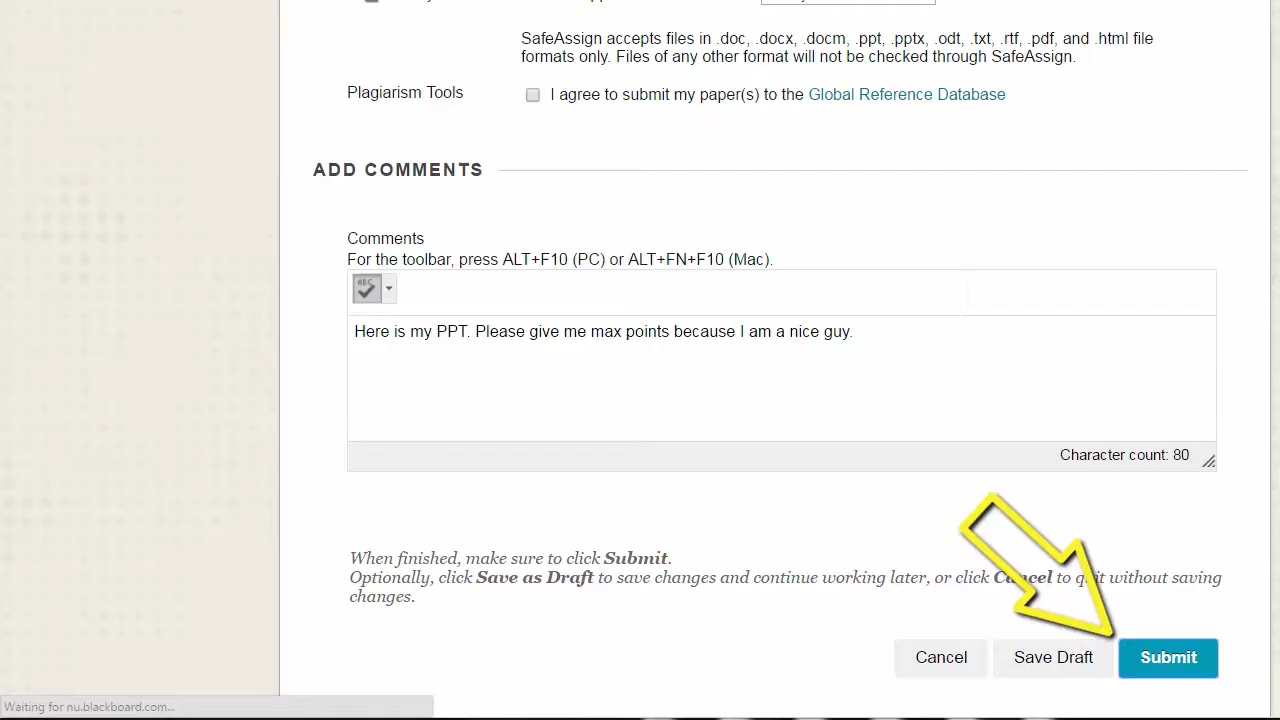 SafeAssign accepts files in .doc, .docx, .docm, .ppt, .pptx, .odt, .txt, .rtf, .pdf, and .html file
formats only. Files of any other format will not be checked through SafeAssign.
Plagiarism Tools
I agree to submit my paper(s) to the Global Reference Database
ADD COMMENTS
Comments
For the toolbar, press ALT+F10 (PC) or ALT+FN+F10 (Mac).
ABC
Here is my PPT. Please give me max points because I am a nice guy.
Character count: 80
When finished, make sure to click Submit.
Optionally, click Save as Draft to save changes and continue working later, or click Cancel to quit without saving
changes.
Cancel
Save Draft
Submit
Waiting for nu.blackboard.com...